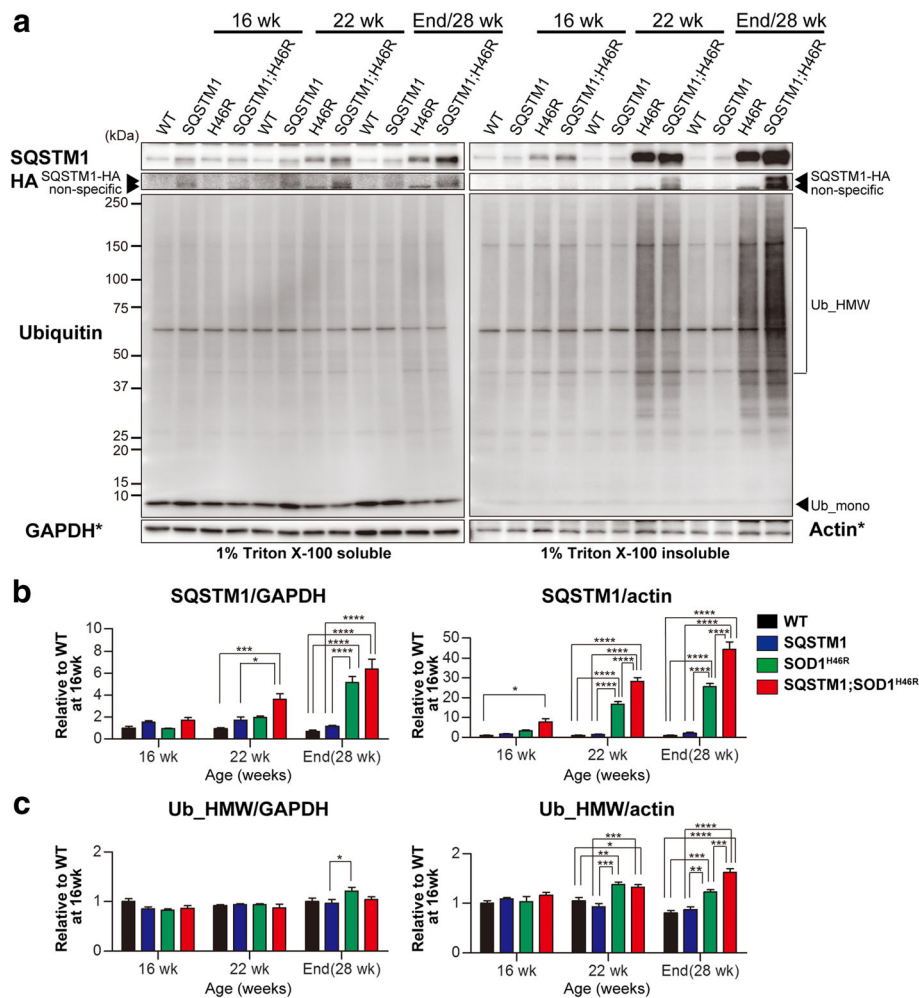 a
16 wk 22 wk End/28 wk 16 wk 22 wk End/28 wk
WT SQSTM1 H46R SQSTM1;H46R WT SQSTM1 H46R SQSTM1;H46R WT SQSTM1 H46R SQSTM1;H46R WT SQSTM1 H46R SQSTM1;H46R WT SQSTM1 H46R SQSTM1;H46R WT SQSTM1 H46R SQSTM1;H46R
(kDa)
SQSTM1
HA SQSTM1-HA SQSTM1-HA
non-specific non-specific
250
150
100
75
Ubiquitin Ub_HMW
50
37
25
20
15
10 Ub_mono
GAPDH* Actin*
1% Triton X-100 soluble 1% Triton X-100 insoluble
b
SQSTM1/GAPDH
Relative to WT
at 16wk
10
8
6
4
2
0
*** * **** **** **** ****
16 wk 22 wk End(28 wk)
Age (weeks)
SQSTM1/actin
Relative to WT
at 16wk
50
40
30
20
10
0
* **** **** **** **** **** **** **** **** **** ****
16 wk 22 wk End(28 wk)
Age (weeks)
WT
SQSTM1
SOD1H46R
SQSTM1;SOD1H46R
c
Ub_HMW/GAPDH
Relative to WT
at 16wk
2
1
0
*
16 wk 22 wk End(28 wk)
Age (weeks)
Ub_HMW/actin
Relative to WT
at 16wk
2
1
0
*** * ** *** **** **** *** *** **
16 wk 22 wk End(28 wk)
Age (weeks)